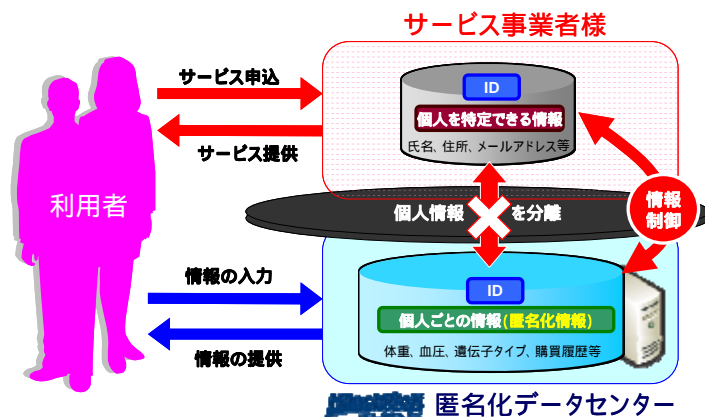 サービス事業者様
サービス申込
ID
個人を特定できる情報
氏名、住所、メールアドレス等
サービス提供
利用者
個人情報
を分離
情報
制御
情報の入力
ID
個人ごとの情報(匿名化情報)
体重、血圧、遺伝子タイプ、購買履歴等
情報の提供
匿名化データセンター